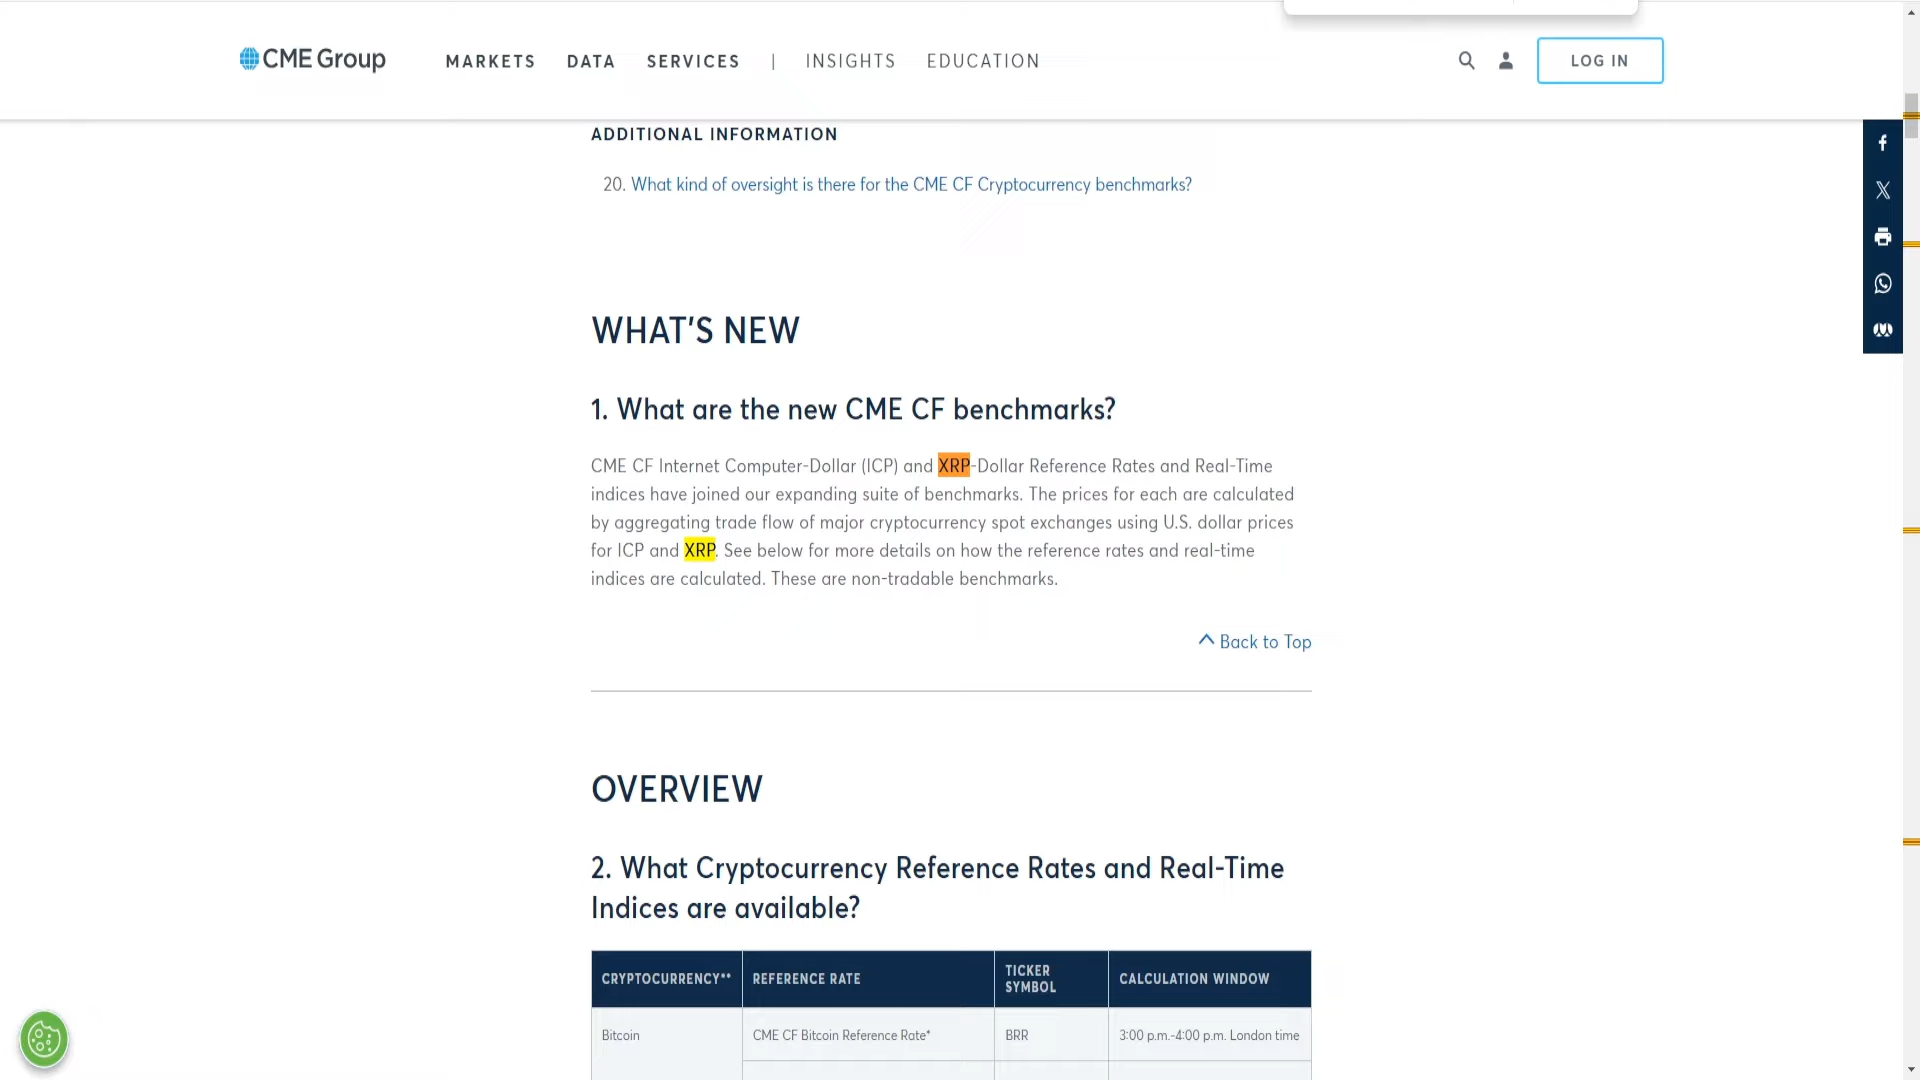 CME Group
MARKETS DATA SERVICES | INSIGHTS EDUCATION
LOG IN
ADDITIONAL INFORMATION
20. What kind of oversight is there for the CME CF Cryptocurrency benchmarks?
WHAT'S NEW
1. What are the new CME CF benchmarks?
CME CF Internet Computer-Dollar (ICP) and XRP-Dollar Reference Rates and Real-Time
indices have joined our expanding suite of benchmarks. The prices for each are calculated
by aggregating trade flow of major cryptocurrency spot exchanges using U.S. dollar prices
for ICP and XRP. See below for more details on how the reference rates and real-time
indices are calculated. These are non-tradable benchmarks.
Back to Top
OVERVIEW
2. What Cryptocurrency Reference Rates and Real-Time
Indices are available?
CRYPTOCURRENCY** REFERENCE RATE TICKER SYMBOL CALCULATION WINDOW
Bitcoin CME CF Bitcoin Reference Rate* BRR 3:00 p.m.-4:00 p.m. London time